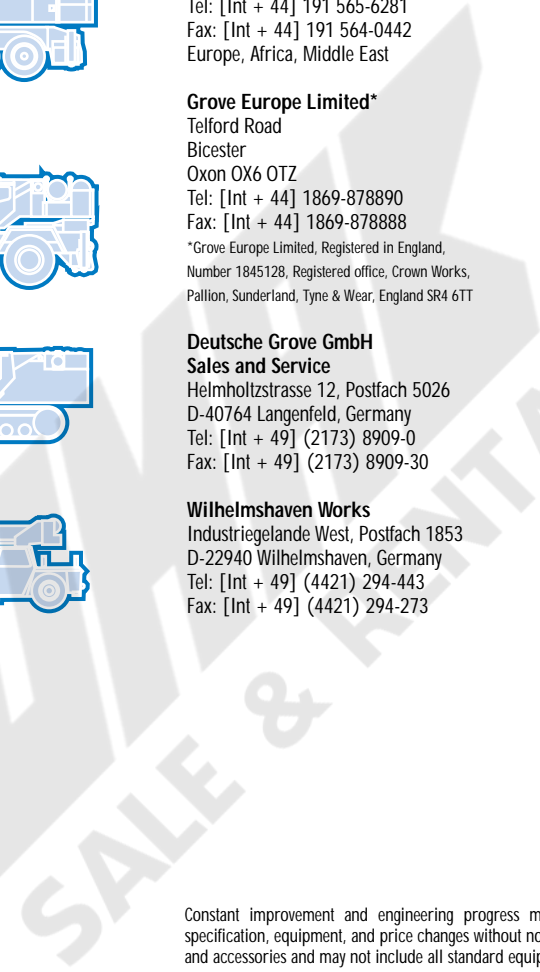 Tel: [Int + 44] 191 565-6281
Fax: [Int + 44] 191 564-0442
Europe, Africa, Middle East
Grove Europe Limited*
Telford Road
Bicester
Oxon OX6 OTZ
Tel: [Int + 44] 1869-878890
Fax: [Int + 44] 1869-878888
*Grove Europe Limited, Registered in England,
Number 1845128, Registered office, Crown Works,
Pallion, Sunderland, Tyne & Wear, England SR4 6TT
Deutsche Grove GmbH
Sales and Service
Helmholtzstrasse 12, Postfach 5026
D-40764 Langenfeld, Germany
Tel: [Int + 49] (2173) 8909-0
Fax: [Int + 49] (2173) 8909-30
Wilhelmshaven Works
Industriegelande West, Postfach 1853
D-22940 Wilhelmshaven, Germany
Tel: [Int + 49] (4421) 294-443
Fax: [Int + 49] (4421) 294-273
SALE & RENTA
Constant improvement and engineering progress m
specification, equipment, and price changes without no
and accessories and may not include all standard equip